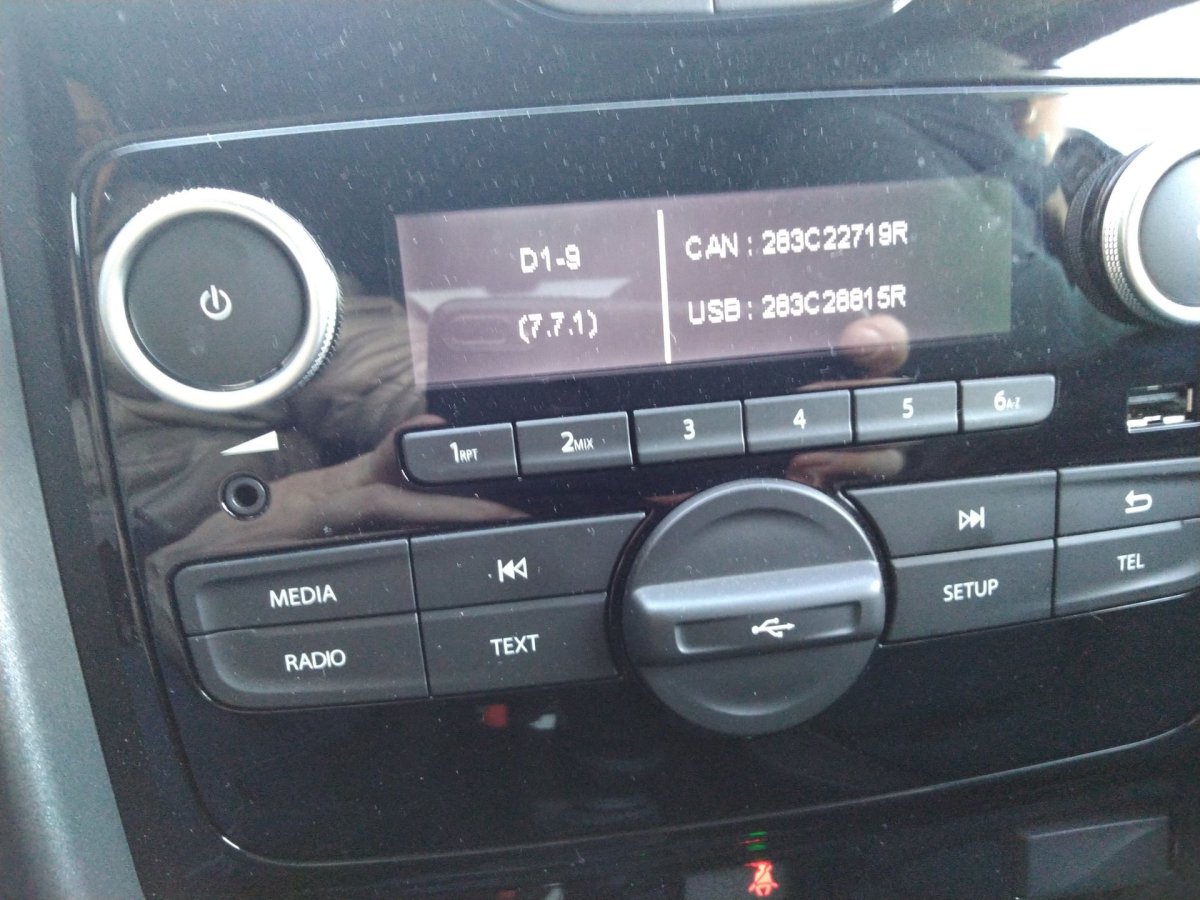 D1-9
(7.7.1)
CAN : 283C22719R
USB : 283C28815R
1RPT
2MIX
3
4
5
6A-Z
MEDIA
RADIO
TEXT
SETUP
TEL